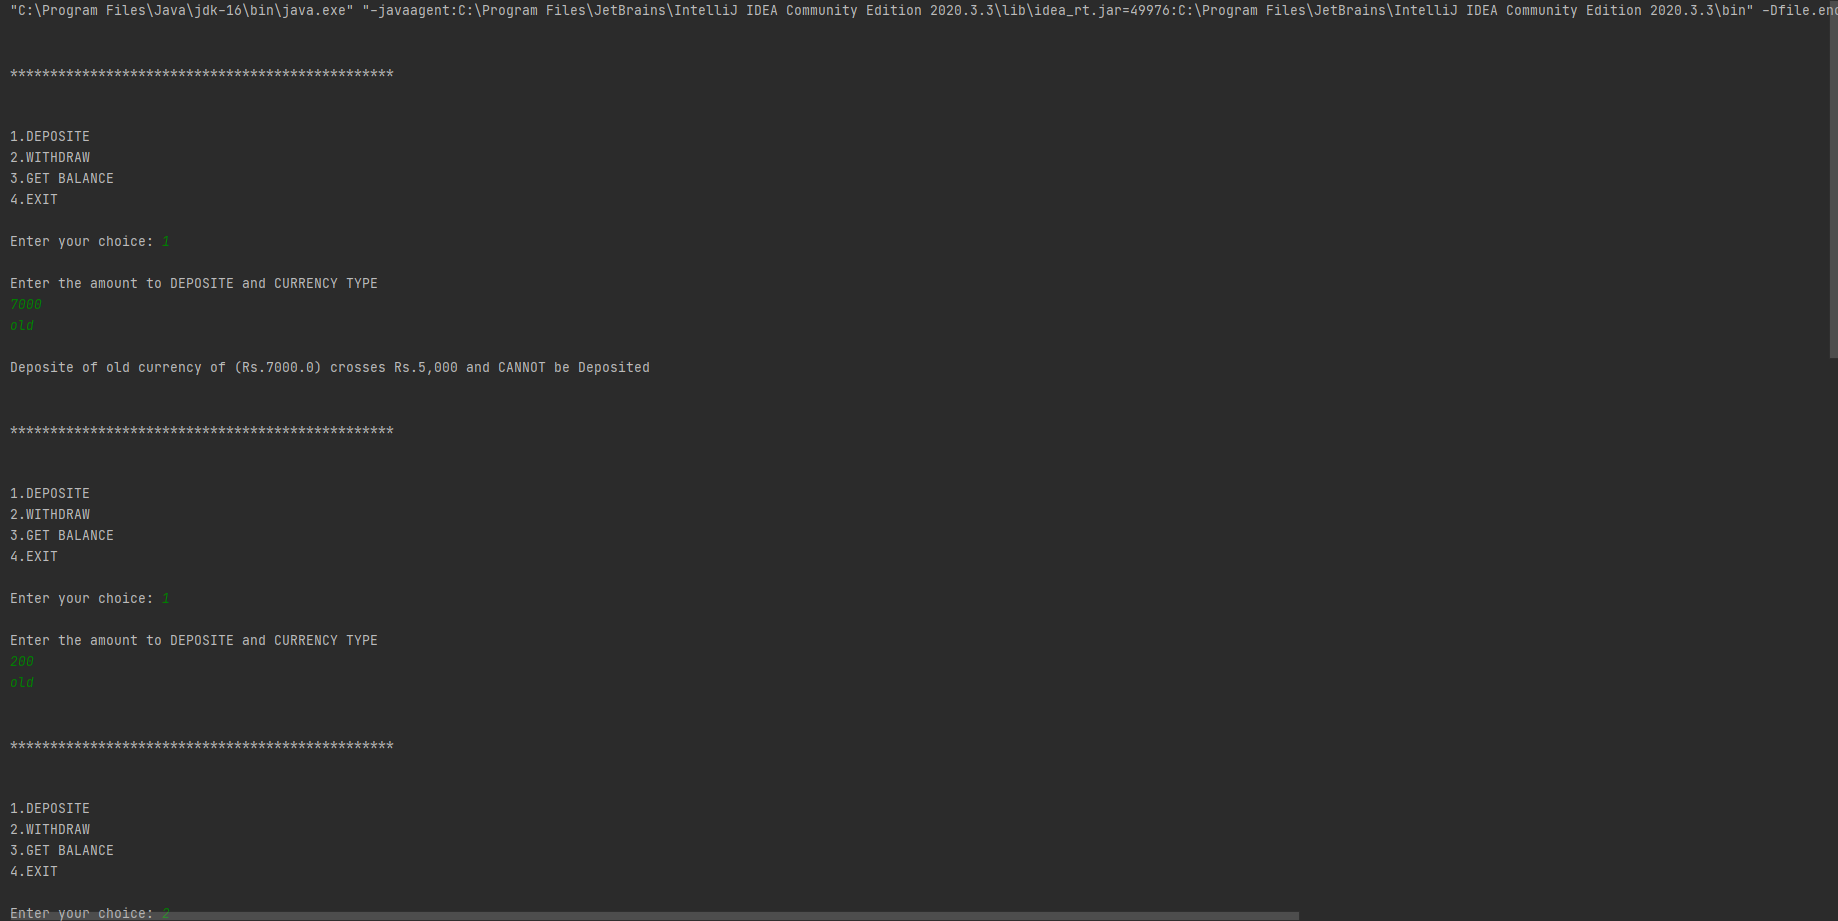 "C:\Program Files\Java\jdk-16\bin\java.exe" "-javaagent:C:\Program Files\JetBrains\IntelliJ IDEA Community Edition 2020.3.3\lib\idea_rt.jar=49976:C:\Program Files\JetBrains\IntelliJ IDEA Community Edition 2020.3.3\bin" -Dfile.enc
************************************************
1.DEPOSITE
2.WITHDRAW
3.GET BALANCE
4.EXIT
Enter your choice: 1
Enter the amount to DEPOSITE and CURRENCY TYPE
7000
old
Deposite of old currency of (Rs.7000.0) crosses Rs.5,000 and CANNOT be Deposited
************************************************
1.DEPOSITE
2.WITHDRAW
3.GET BALANCE
4.EXIT
Enter your choice: 1
Enter the amount to DEPOSITE and CURRENCY TYPE
200
old
************************************************
1.DEPOSITE
2.WITHDRAW
3.GET BALANCE
4.EXIT
Enter your choice: 2